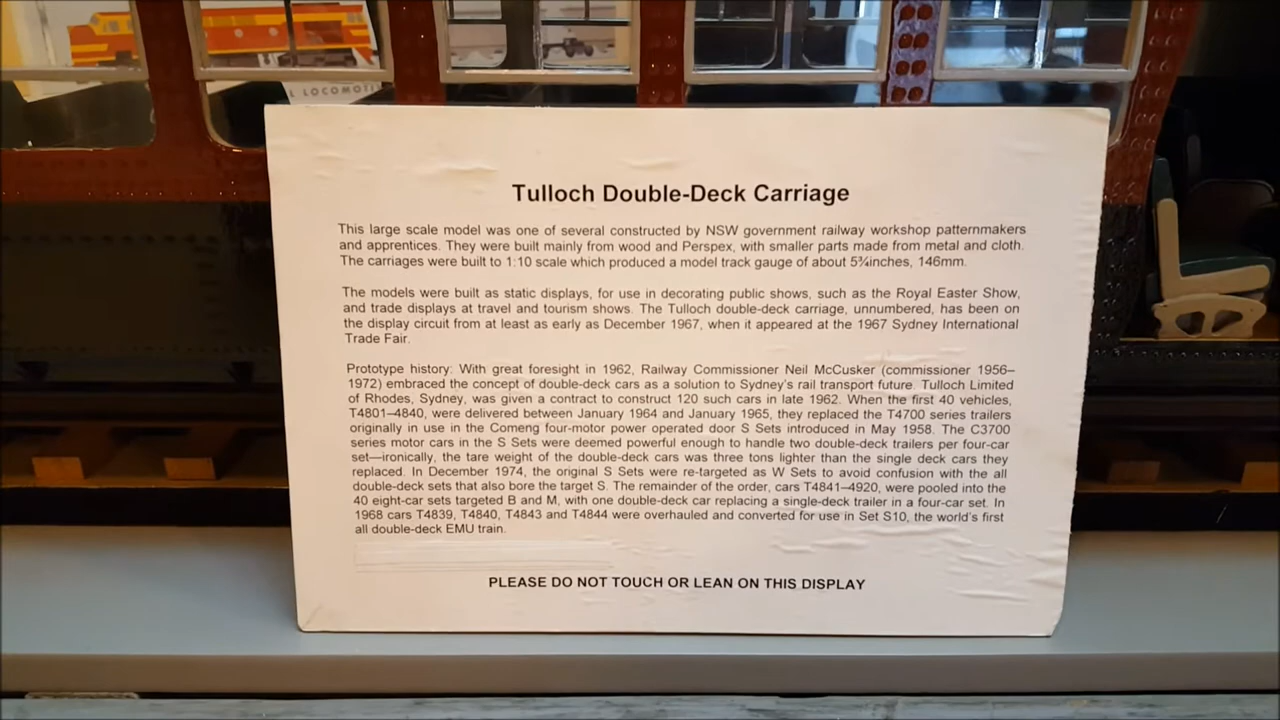 L LOCOMOTI
Tulloch Double-Deck Carriage
This large scale model was one of several constructed by NSW government railway workshop patternmakers
and apprentices. They were built mainly from wood and Perspex, with smaller parts made from metal and cloth.
The carriages were built to 1:10 scale which produced a model track gauge of about 5¾inches, 146mm.
The models were built as static displays, for use in decorating public shows, such as the Royal Easter Show,
and trade displays at travel and tourism shows. The Tulloch double-deck carriage, unnumbered, has been on
the display circuit from at least as early as December 1967, when it appeared at the 1967 Sydney International
Trade Fair.
Prototype history: With great foresight in 1962, Railway Commissioner Neil McCusker (commissioner 1956–
1972) embraced the concept of double-deck cars as a solution to Sydney's rail transport future. Tulloch Limited
of Rhodes, Sydney, was given a contract to construct 120 such cars in late 1962. When the first 40 vehicles,
T4801–4840, were delivered between January 1964 and January 1965, they replaced the T4700 series trailers
originally in use in the Comeng four-motor power operated door S Sets introduced in May 1958. The C3700
series motor cars in the S Sets were deemed powerful enough to handle two double-deck trailers per four-car
set—ironically, the tare weight of the double-deck cars was three tons lighter than the single deck cars they
replaced. In December 1974, the original S Sets were re-targeted as W Sets to avoid confusion with the all
double-deck sets that also bore the target S. The remainder of the order, cars T4841–4920, were pooled into the
40 eight-car sets targeted B and M, with one double-deck car replacing a single-deck trailer in a four-car set. In
1968 cars T4839, T4840, T4843 and T4844 were overhauled and converted for use in Set S10, the world's first
all double-deck EMU train.
PLEASE DO NOT TOUCH OR LEAN ON THIS DISPLAY